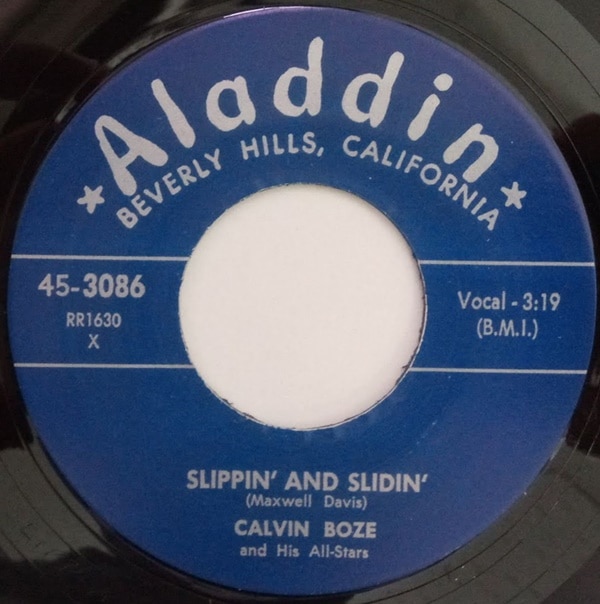 Aladdin
BEVERLY HILLS, CALIFORNIA
45-3086
RR1630
X
Vocal - 3:19
(B.M.I.)
SLIPPIN' AND SLIDIN'
(Maxwell Davis)
CALVIN BOZE
and His All-Stars